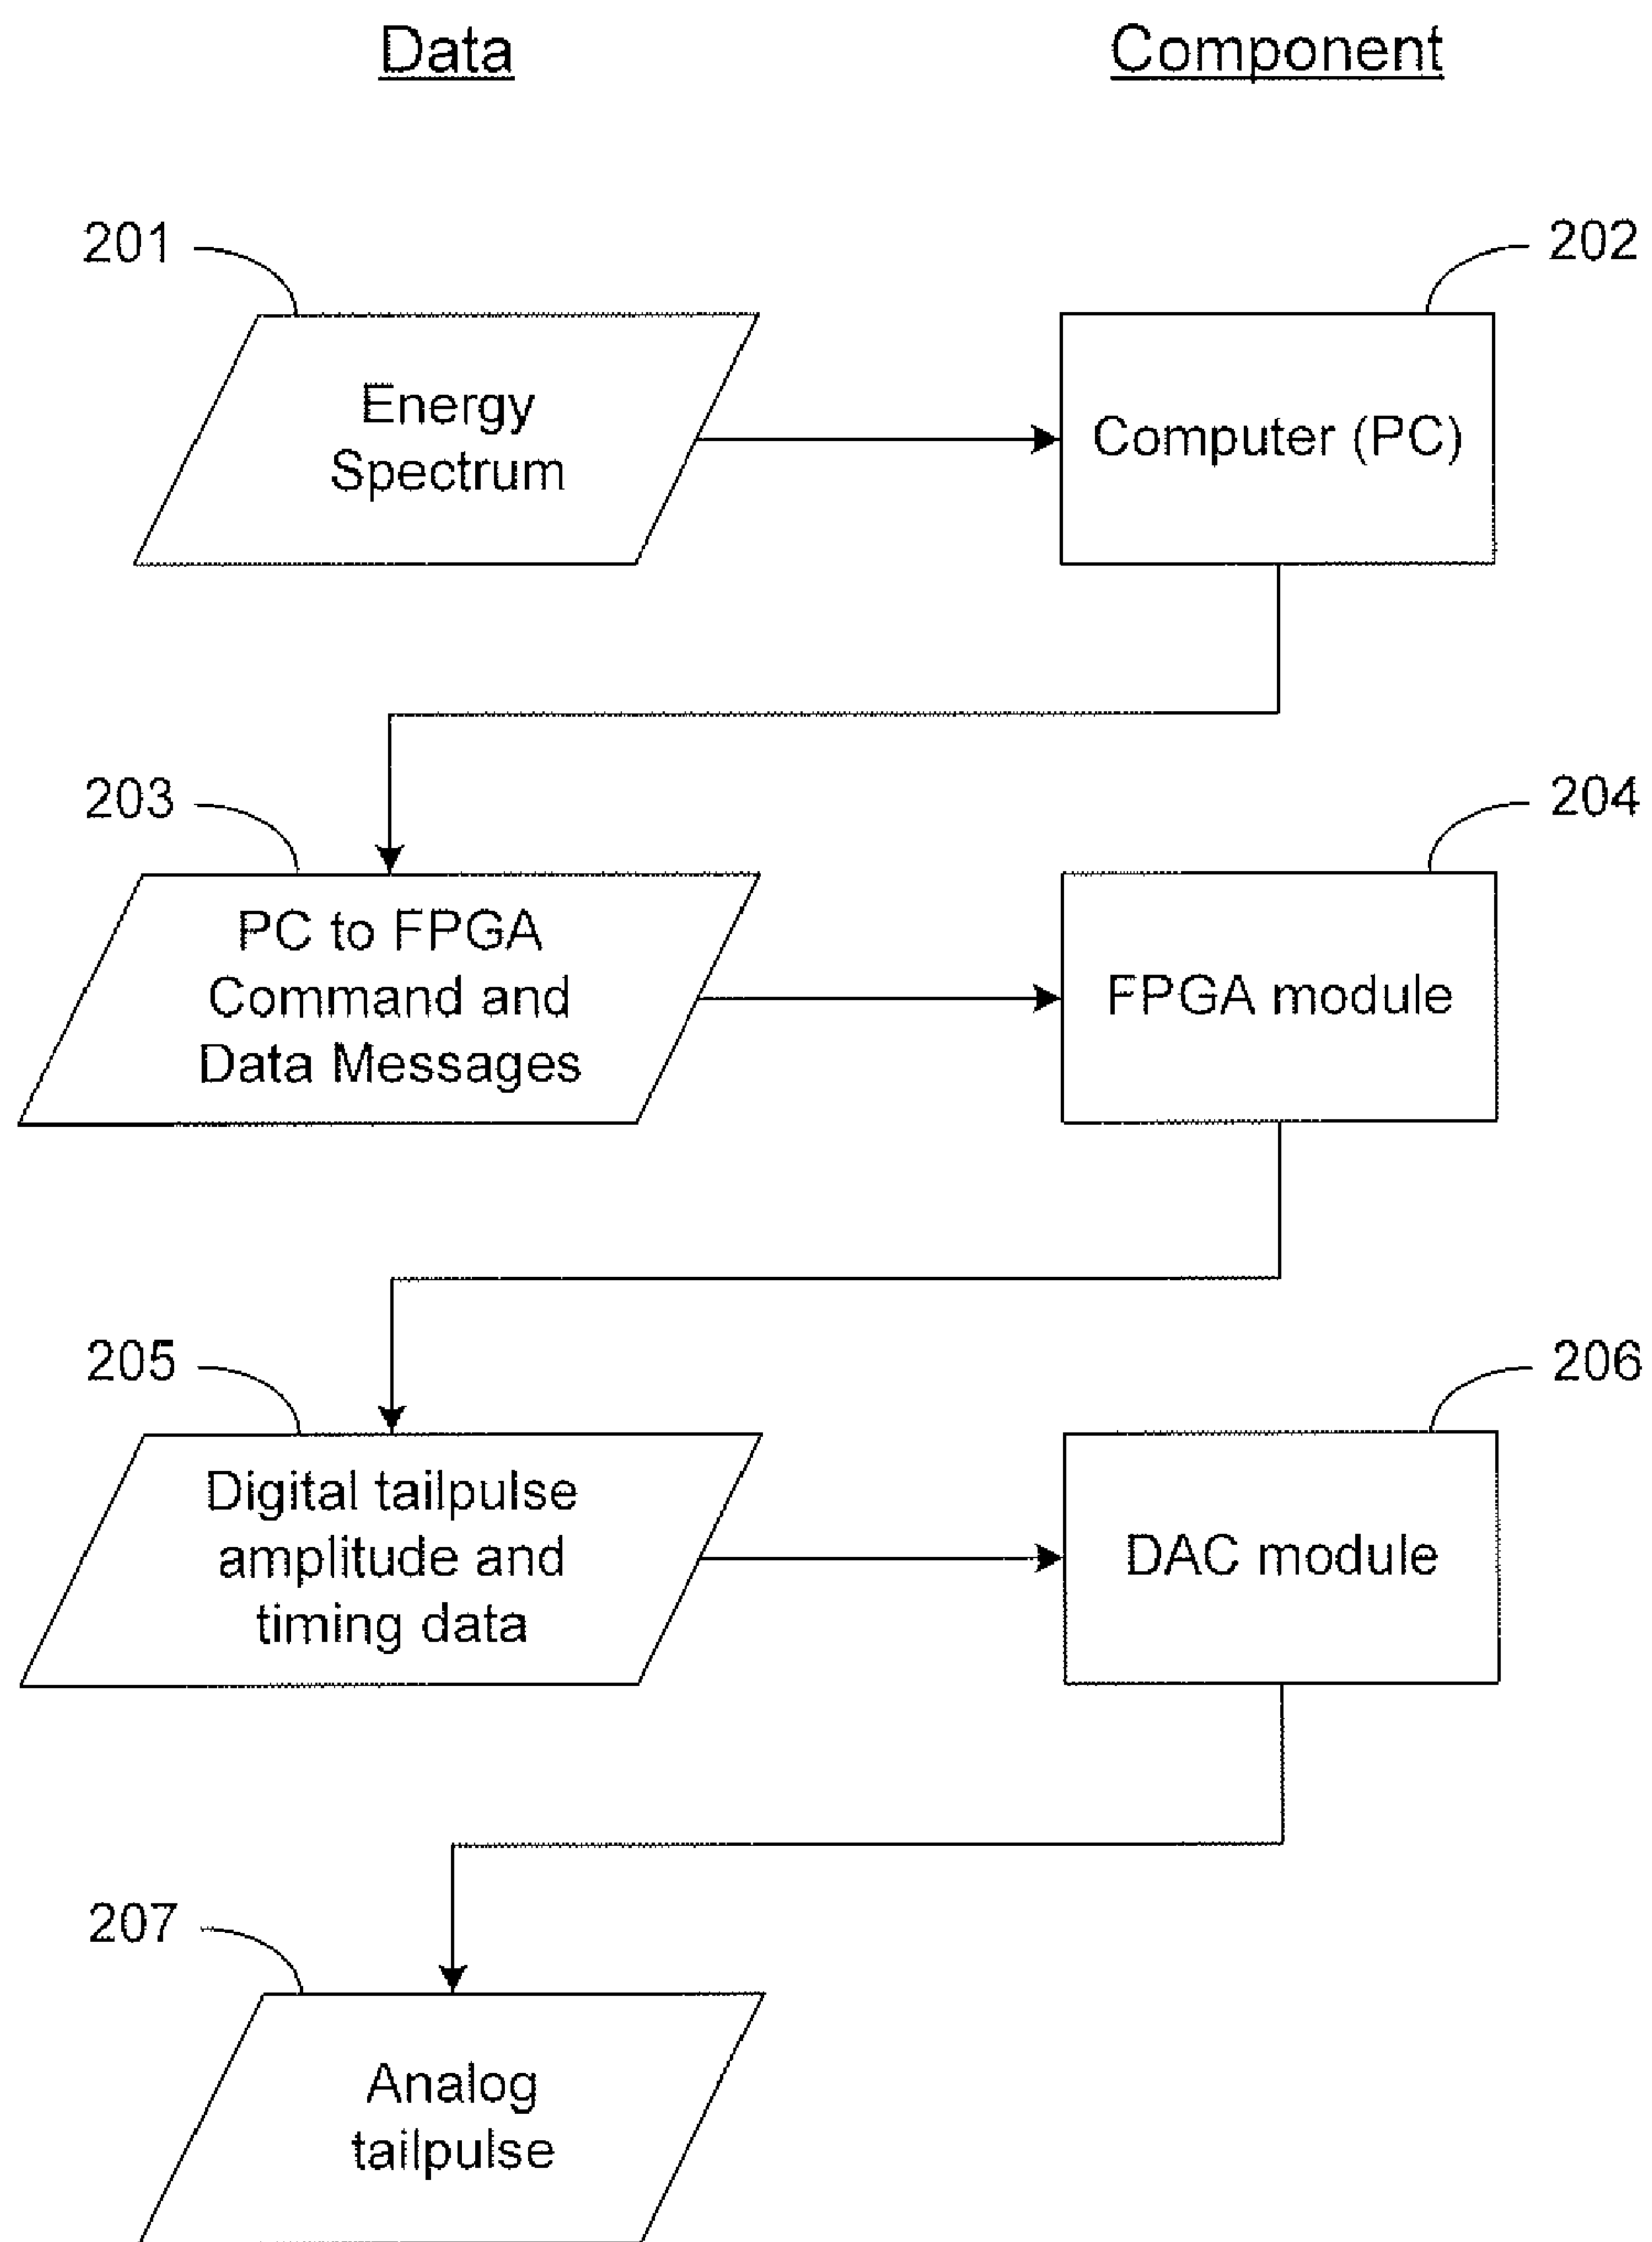 Data
Component
201
202
Energy
Spectrum
Computer (PC)
203
204
PC to FPGA
Command and
Data Messages
FPGA module
205
206
Digital tailpulse
amplitude and
timing data
DAC module
207
Analog
tailpulse